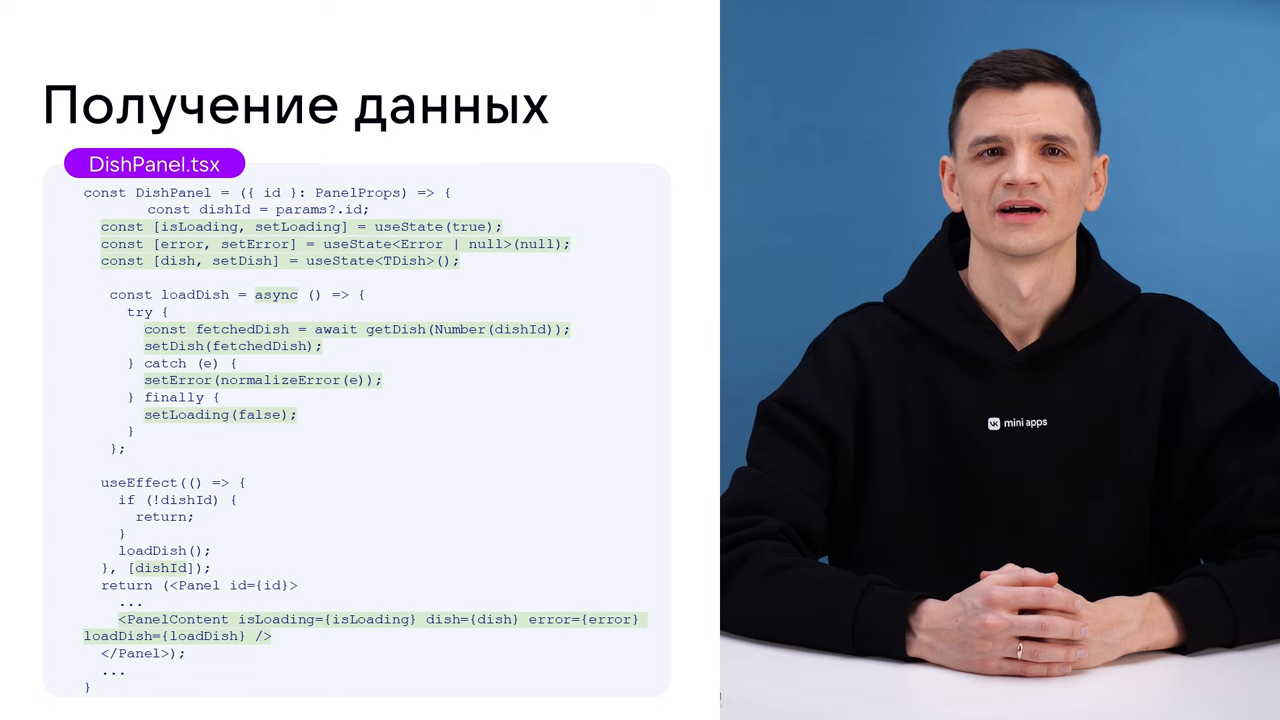 Получение данных
DishPanel.tsx
const DishPanel = ({ id }: PanelProps) => {
const dishId = params?.id;
const [isLoading, setLoading] = useState(true);
const [error, setError] = useState<Error | null>(null);
const [dish, setDish] = useState<TDish>();
const loadDish = async () => {
try {
const fetchedDish = await getDish(Number(dishId));
setDish(fetchedDish);
} catch (e) {
setError(normalizeError(e));
} finally {
setLoading(false);
}
};
useEffect(() => {
if (!dishId) {
return;
}
loadDish();
}, [dishId]);
return (<Panel id={id}>
...
<PanelContent isLoading={isLoading} dish={dish} error={error}
loadDish={loadDish} />
</Panel>);
...
}
VK mini apps